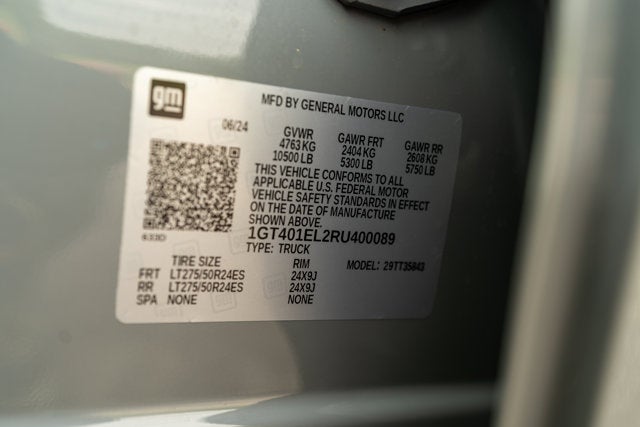 gm
MFD BY GENERAL MOTORS LLC
06/24
GVWR GAWR FRT GAWR RR
4763 KG 2404 KG 2608 KG
10500 LB 5300 LB 5750 LB
THIS VEHICLE CONFORMS TO ALL
APPLICABLE U.S. FEDERAL MOTOR
VEHICLE SAFETY STANDARDS IN EFFECT
ON THE DATE OF MANUFACTURE
SHOWN ABOVE.
1GT401EL2RU400089
TYPE: TRUCK
TIRE SIZE RIM MODEL: 29TT35843
FRT LT275/50R24ES 24X9J
RR LT275/50R24ES 24X9J
SPA NONE NONE